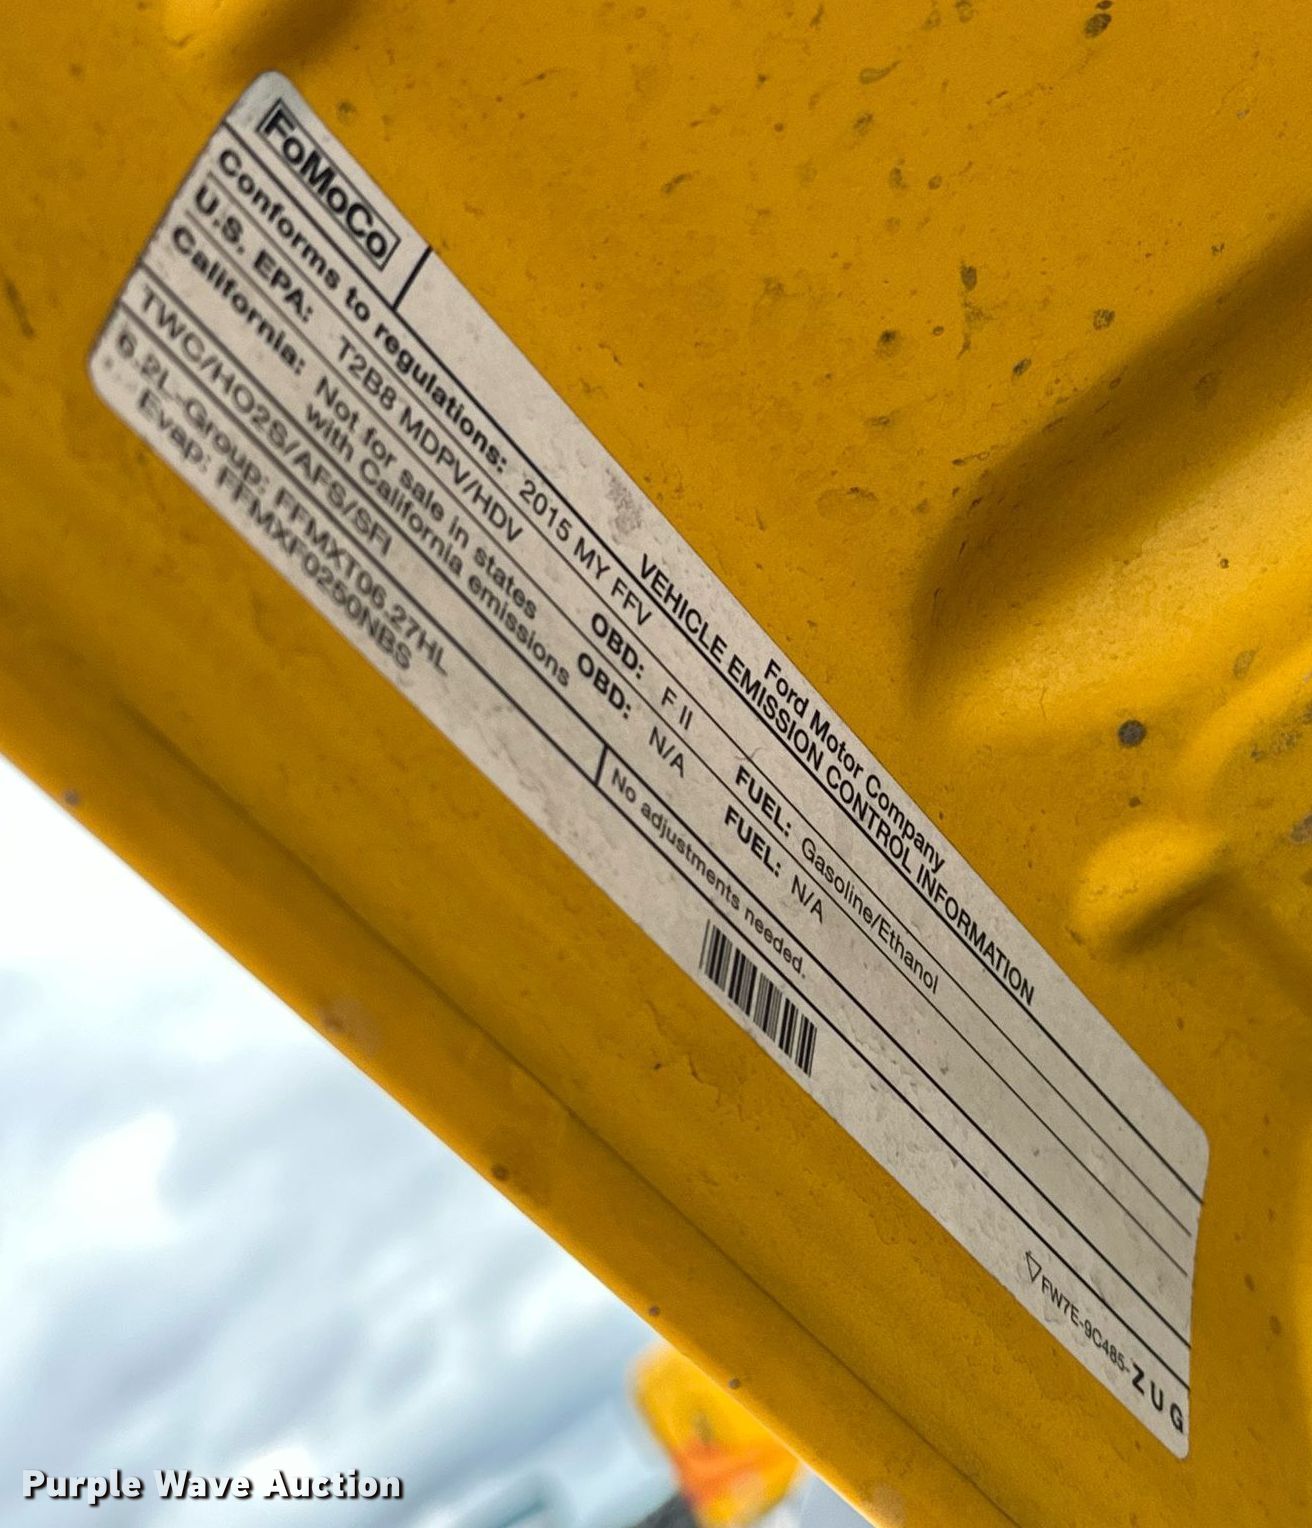 FoMoCo
Ford Motor Company
VEHICLE EMISSION CONTROL INFORMATION
Conforms to regulations: 2015 MY FFV
U.S. EPA: T2B8 MDPV/HDV OBD: F II FUEL: Gasoline/Ethanol
California: Not for sale in states OBD: N/A FUEL: N/A
with California emissions
TWC/HO2S/AFS/SFI
No adjustments needed.
6.2L-Group: FFMXT06.27HL
Evap: FFMXF0250NBS
FW7E-9C485-ZUG
Purple Wave Auction